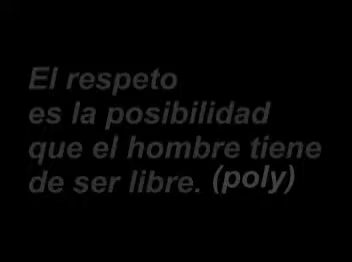 El respeto
es la posibilidad
que el hombre tiene
de ser libre. (poly)